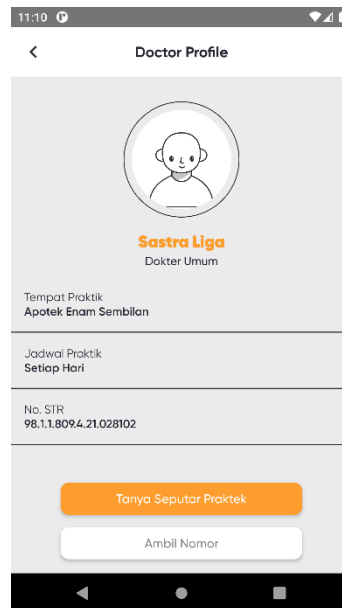 11:10
Doctor Profile
Sastra Liga
Dokter Umum
Tempat Praktik
Apotek Enam Sembilan
Jadwal Praktik
Setiap Hari
No. STR
98.1.1.809.4.21.028102
Tanya Seputar Praktek
Ambil Nomor